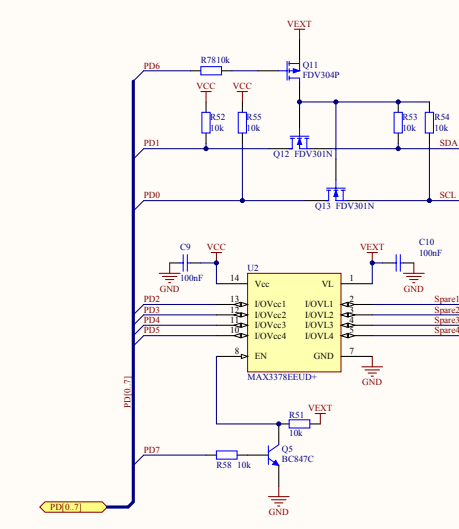 VEXT
R7810k
Q11
FDV304P
PD6
VCC
VCC
R52
10k
R55
10k
R53
10k
R54
10k
PD1
Q12 FDV301N
SDA
PD0
Q13 FDV301N
SCL
C9
100nF
GND
VCC
VEXT
C10
100nF
GND
U2
14
Vcc
VL
1
PD2
13
I/OVcc1
I/OVL1
2
Spare1
PD3
12
I/OVcc2
I/OVL2
3
Spare2
PD4
11
I/OVcc3
I/OVL3
4
Spare3
PD5
10
I/OVcc4
I/OVL4
5
Spare4
8
EN
GND
7
MAX3378EEUD+
GND
PD[0..7]
R51
10k
VEXT
PD7
R58 10k
Q5
BC847C
GND
PD[0..7]